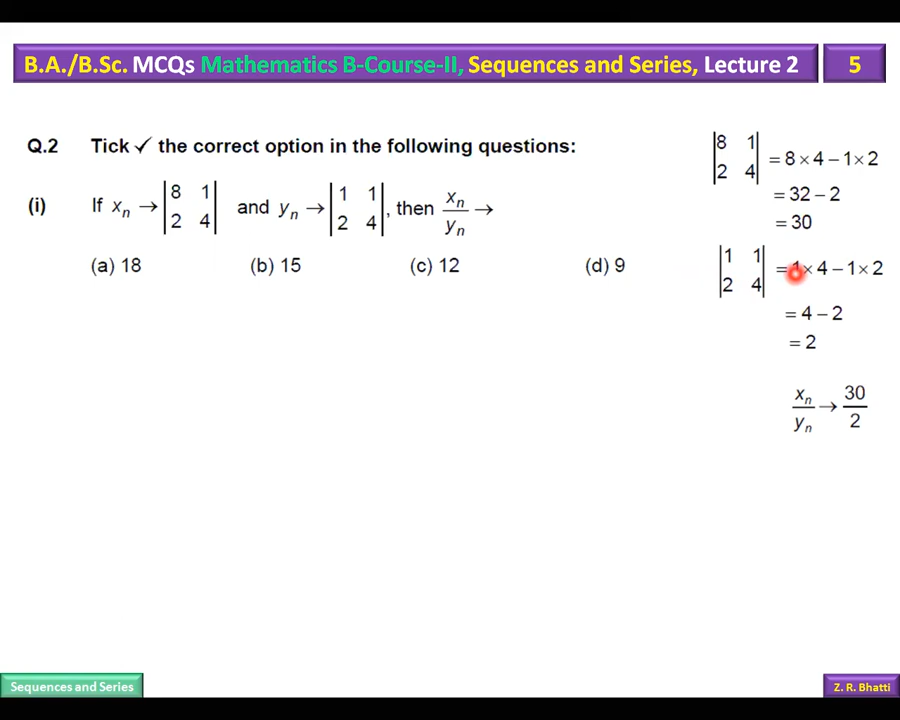 B.A./B.Sc. MCQs Mathematics B-Course-II, Sequences and Series, Lecture 2 5
Q.2 Tick ✓ the correct option in the following questions:
(i) If xₙ → |8 1; 2 4| and yₙ → |1 1; 2 4|, then xₙ/yₙ →
(a) 18 (b) 15 (c) 12 (d) 9
|8 1; 2 4| = 8 × 4 − 1 × 2
= 32 − 2
= 30
|1 1; 2 4| = 1 × 4 − 1 × 2
= 4 − 2
= 2
xₙ/yₙ → 30/2
Sequences and Series
Z. R. Bhatti